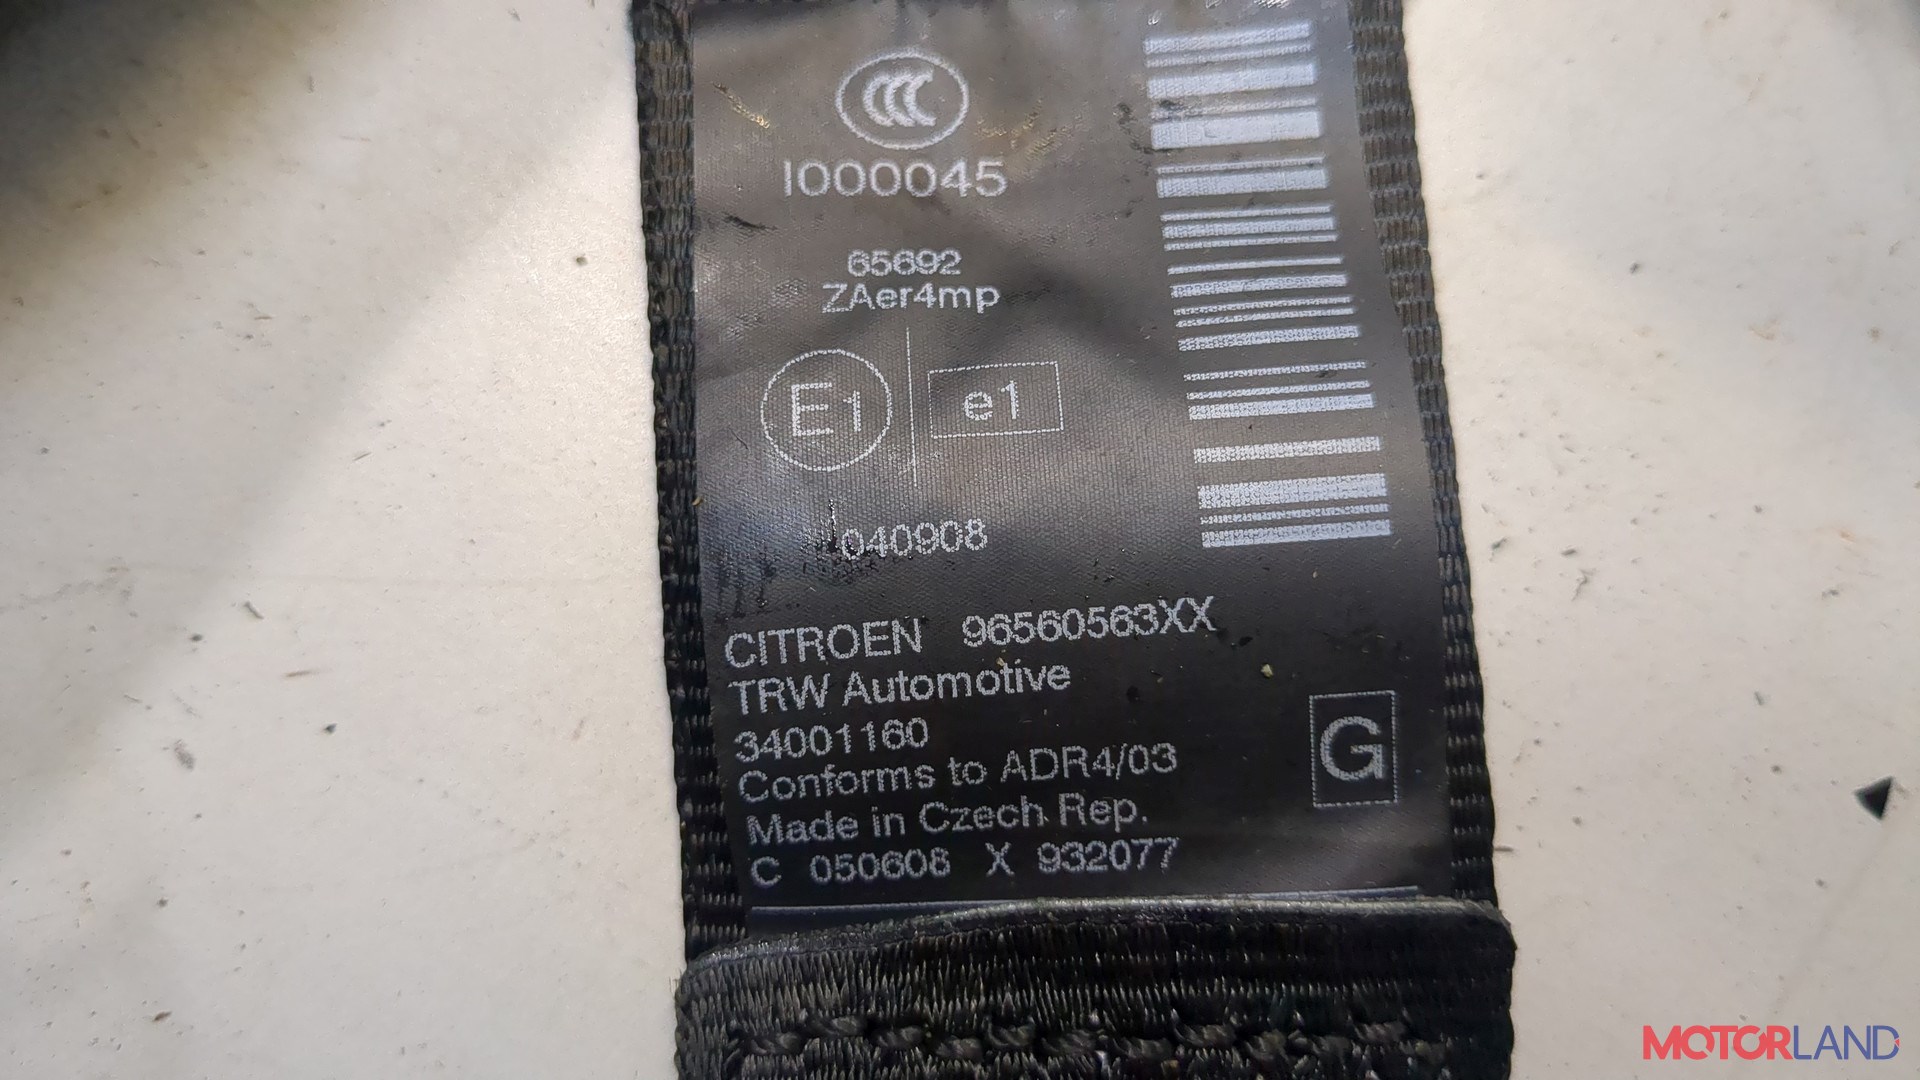 CCC
I000045
65692
ZAer4mp
E1 e1
040908
CITROEN 96560563XX
TRW Automotive
34001160
Conforms to ADR4/03
G
Made in Czech Rep.
C 050608 X 932077
MOTORLAND